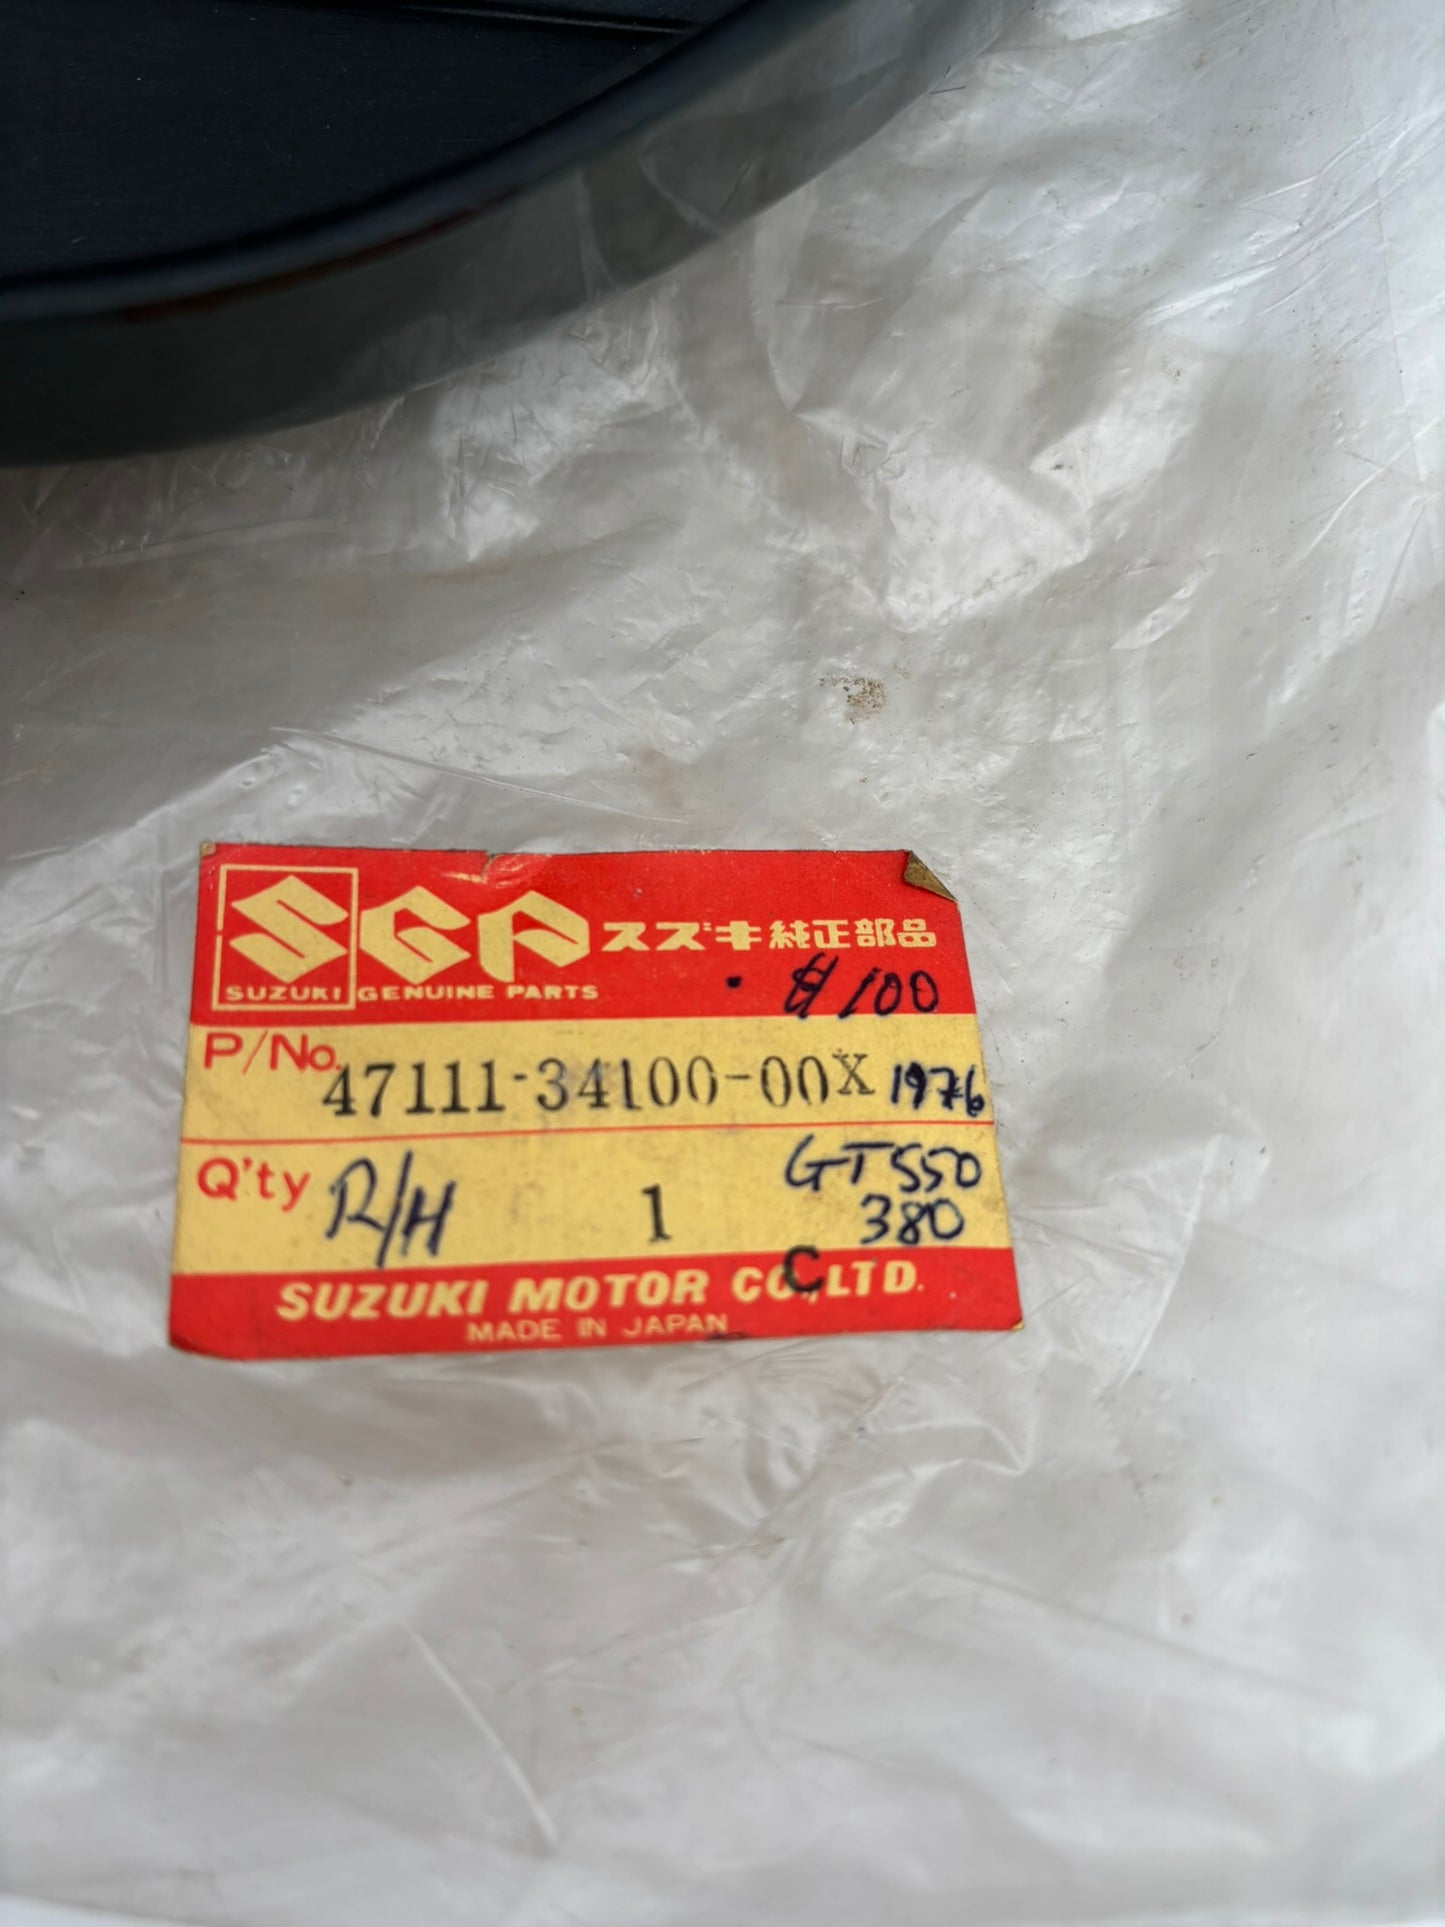 SGP スズキ純正部品
SUZUKI GENUINE PARTS
$100
P/No. 47111-34100-00X 1976
Q'ty R/H 1 GT550
380
C
SUZUKI MOTOR CO.,LTD.
MADE IN JAPAN